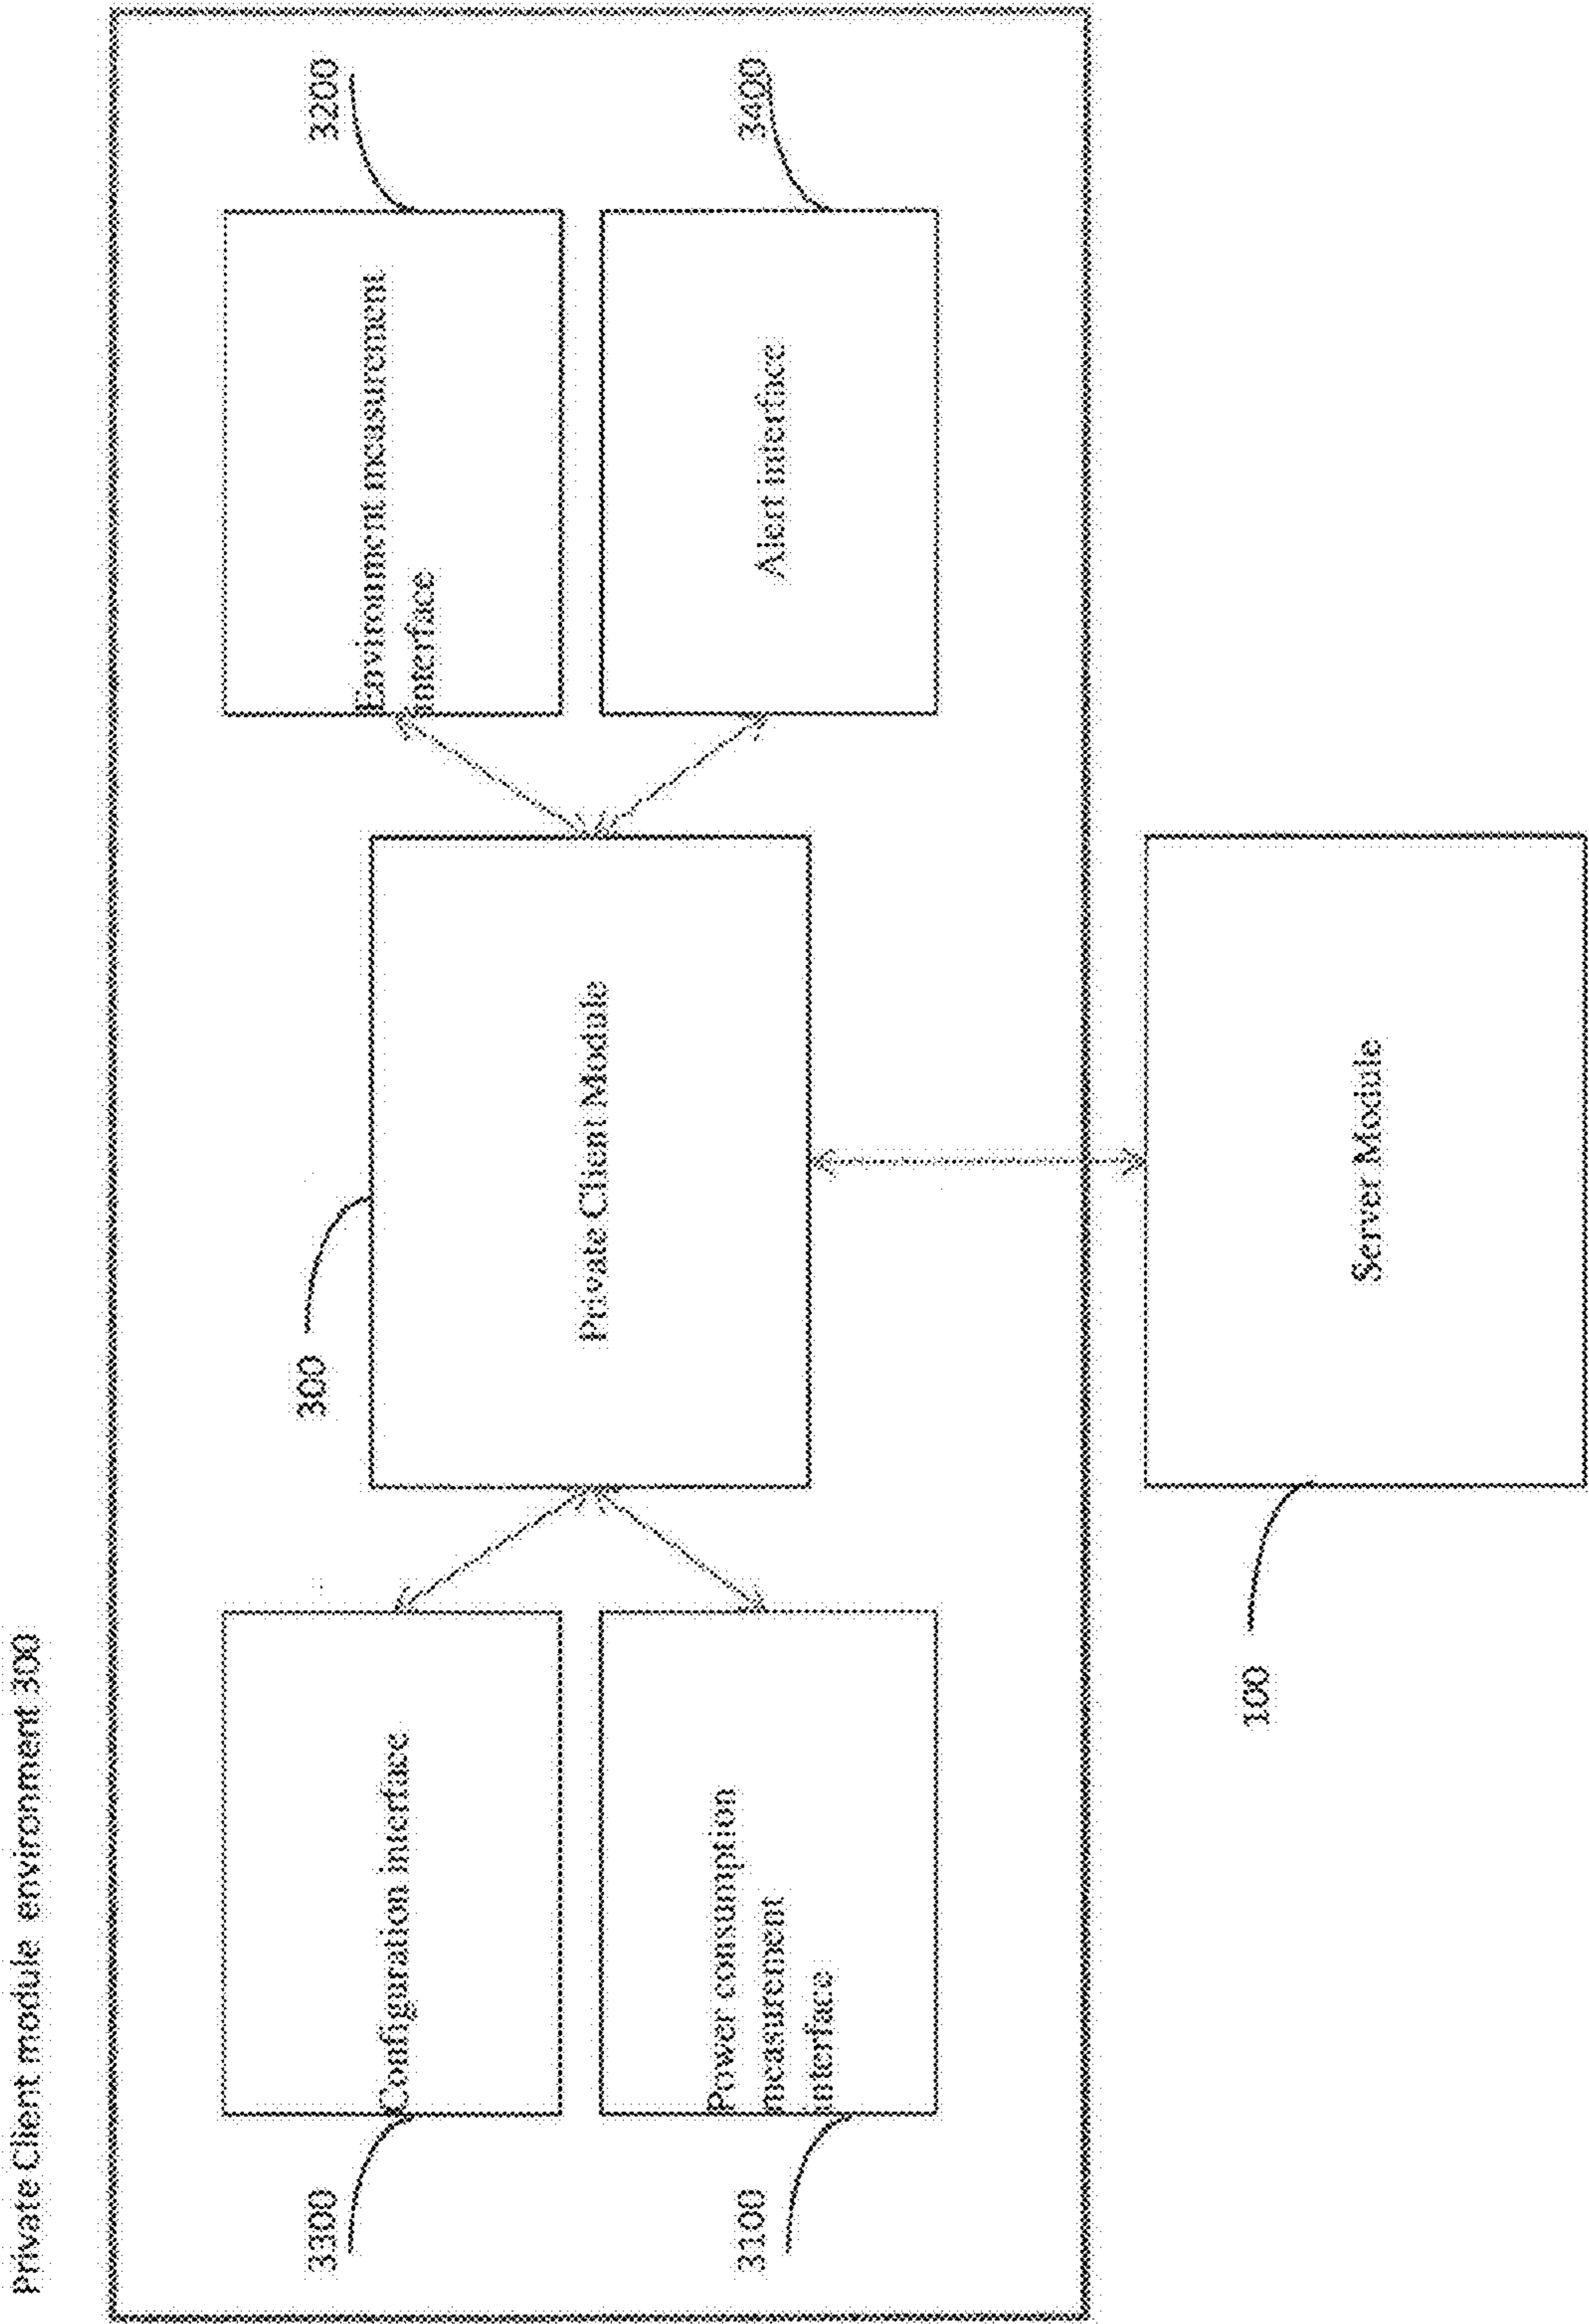 Private Client module environment 300
3300
300
3200
Configuration interface
Environment measurement
interface
Private Client Module
3100
3400
Power consumption
measurement
interface
Alert interface
100
Server Module